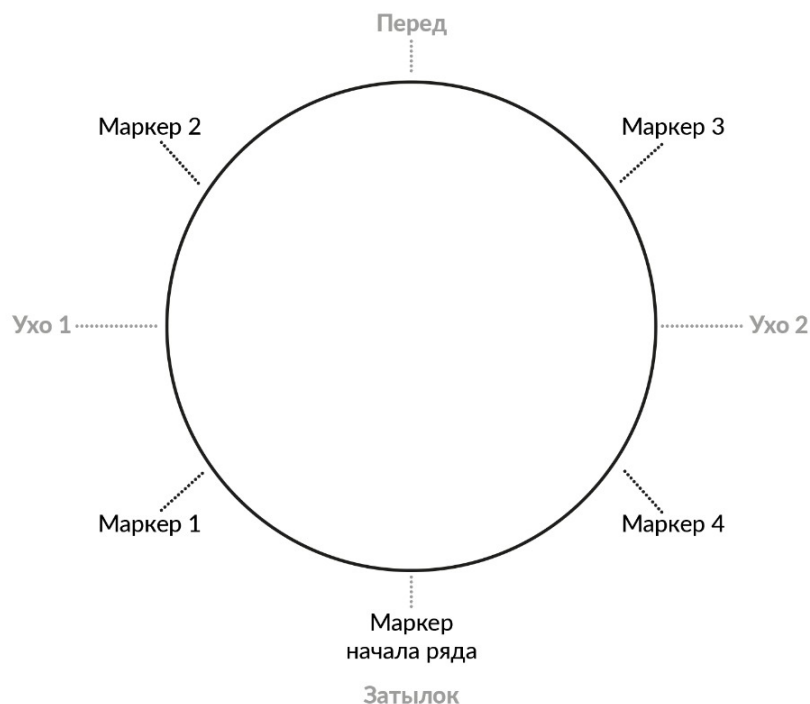 Перед
Маркер 2
Маркер 3
Ухо 1
Ухо 2
Маркер 1
Маркер 4
Маркер
начала ряда
Затылок